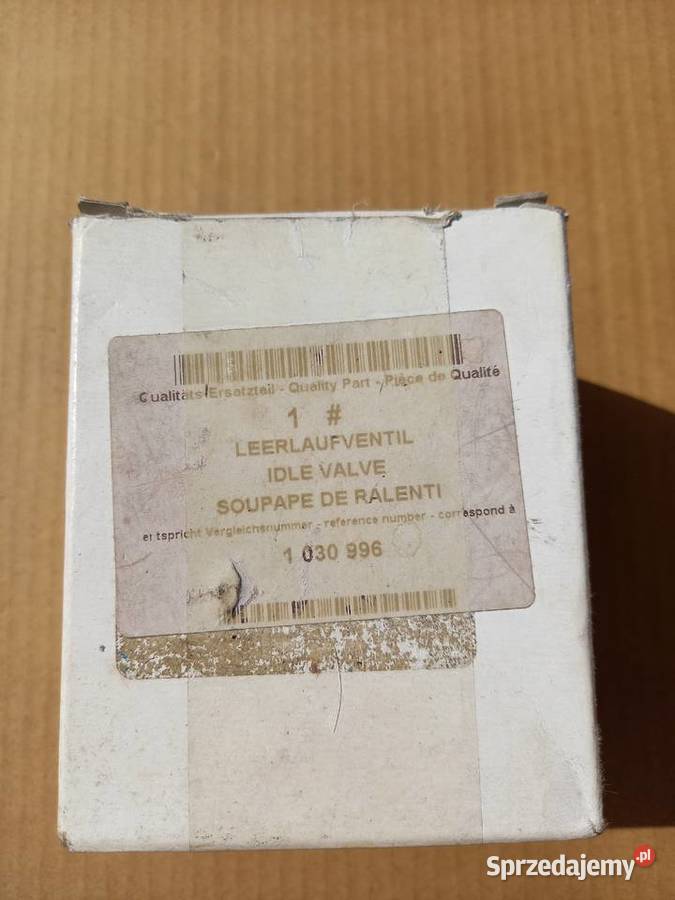 Qualitäts Ersatzteil - Quality Part - Pièce de Qualité
1 #
LEERLAUFVENTIL
IDLE VALVE
SOUPAPE DE RALENTI
entspricht Vergleichsnummer - reference number - correspond à
1 030 996
Sprzedajemy.pl